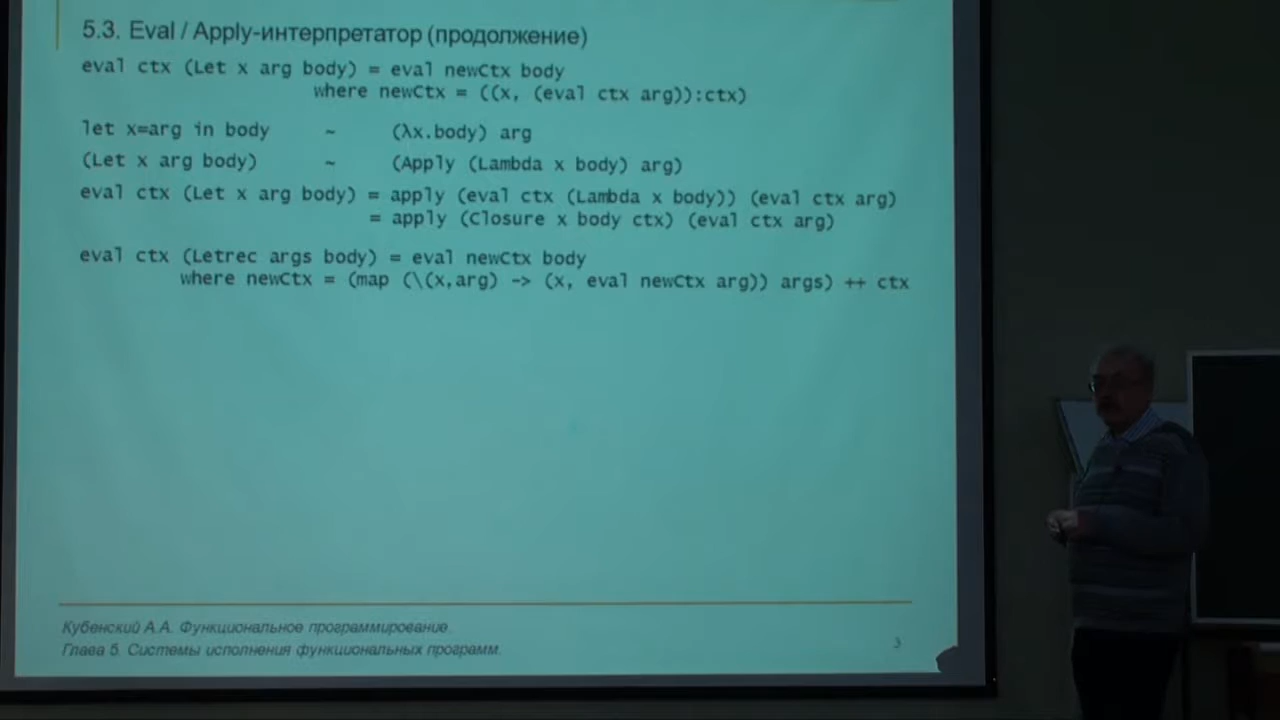 5.3. Eval / Apply-интерпретатор (продолжение)
eval ctx (Let x arg body) = eval newCtx body
where newCtx = ((x, (eval ctx arg)):ctx)
let x=arg in body ~ (λx.body) arg
(Let x arg body) ~ (Apply (Lambda x body) arg)
eval ctx (Let x arg body) = apply (eval ctx (Lambda x body)) (eval ctx arg)
= apply (Closure x body ctx) (eval ctx arg)
eval ctx (Letrec args body) = eval newCtx body
where newCtx = (map (\(x,arg) -> (x, eval newCtx arg)) args) ++ ctx
Кубенский А.А. Функциональное программирование.
Глава 5. Системы исполнения функциональных программ.
3